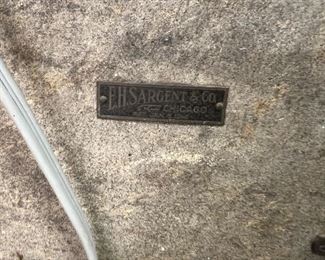 E.H. SARGENT & CO.
CHICAGO